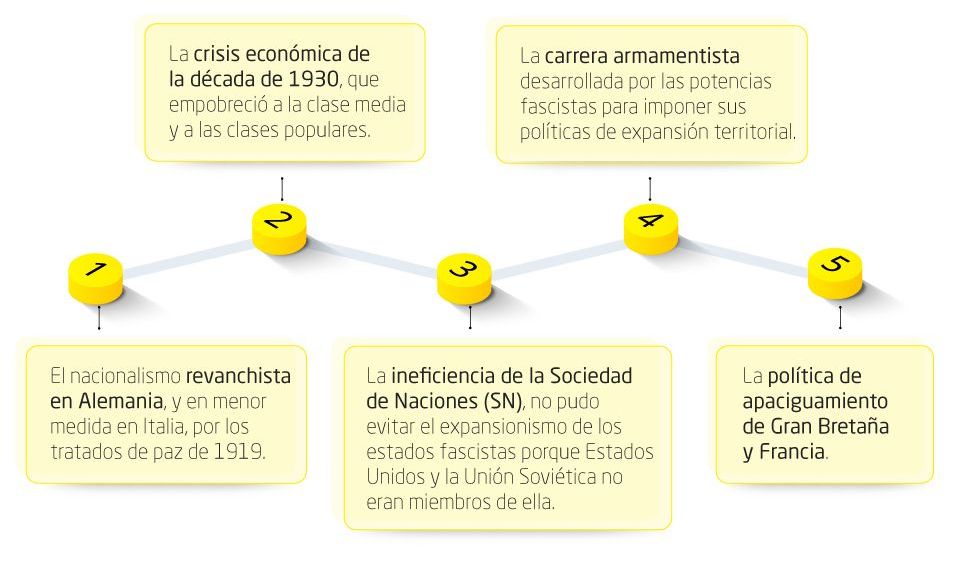 La crisis económica de
la década de 1930, que
empobreció a la clase media
y a las clases populares.
La carrera armamentista
desarrollada por las potencias
fascistas para imponer sus
políticas de expansión territorial.
1
2
3
4
5
El nacionalismo revanchista
en Alemania, y en menor
medida en Italia, por los
tratados de paz de 1919.
La ineficiencia de la Sociedad
de Naciones (SN), no pudo
evitar el expansionismo de los
estados fascistas porque Estados
Unidos y la Unión Soviética no
eran miembros de ella.
La política de
apaciguamiento
de Gran Bretaña
y Francia.